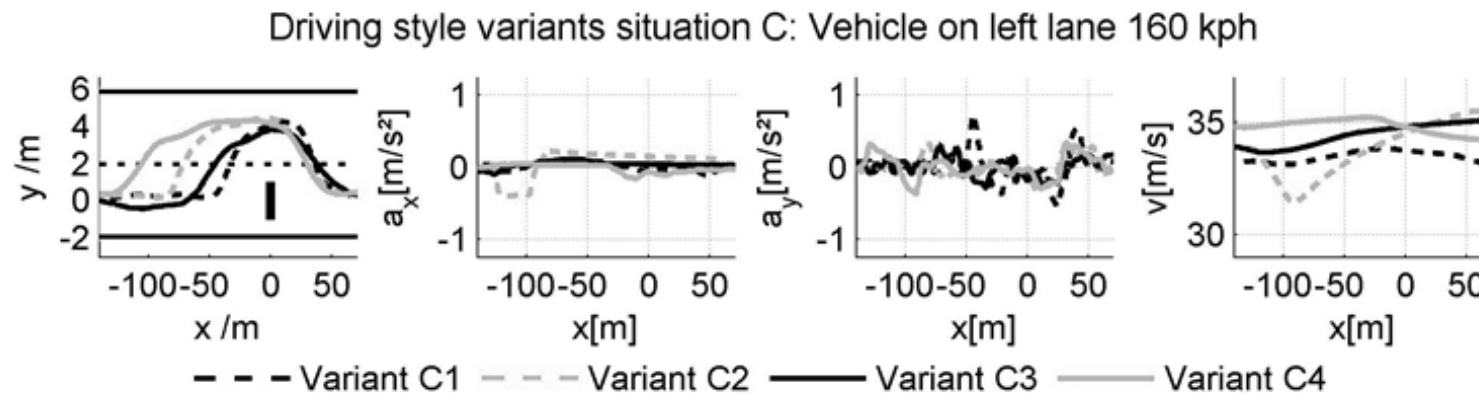 Driving style variants situation C: Vehicle on left lane 160 kph
y /m
6
4
2
0
-2
-100 -50 0 50
x /m
a_x[m/s²]
1
0
-1
-100 -50 0 50
x[m]
a_y[m/s²]
1
0
-1
-100 -50 0 50
x[m]
v[m/s]
35
30
-100 -50 0 50
x[m]
Variant C1 Variant C2 Variant C3 Variant C4